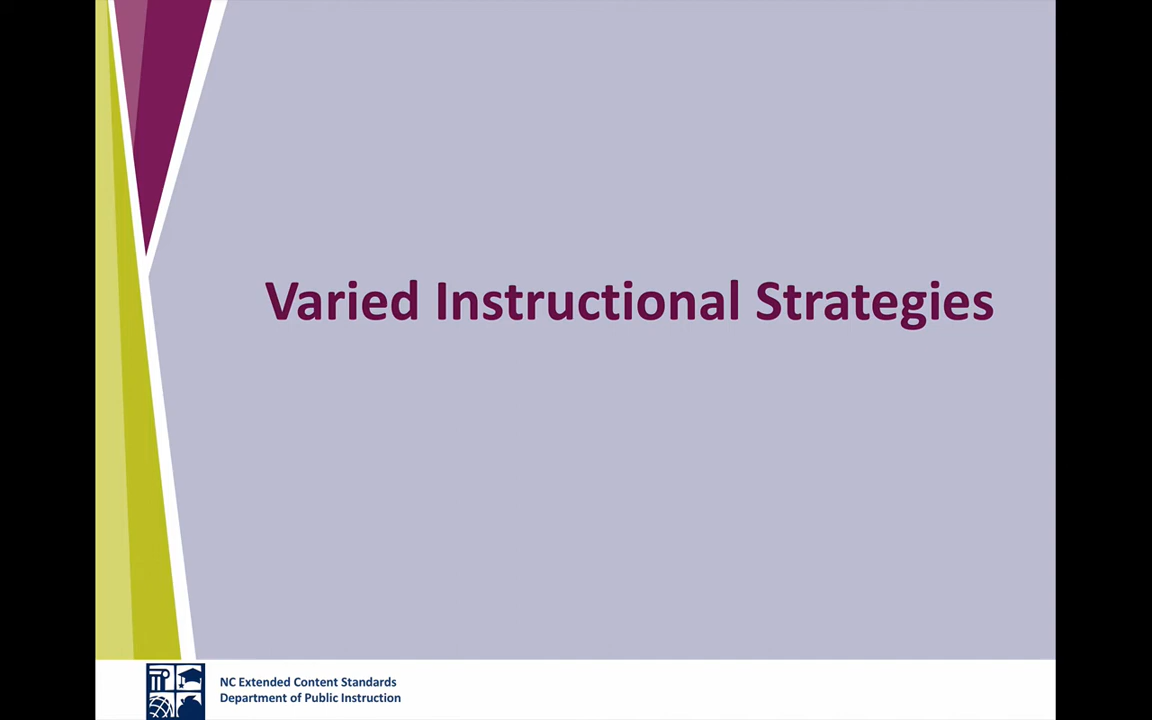 Varied Instructional Strategies
NC Extended Content Standards
Department of Public Instruction